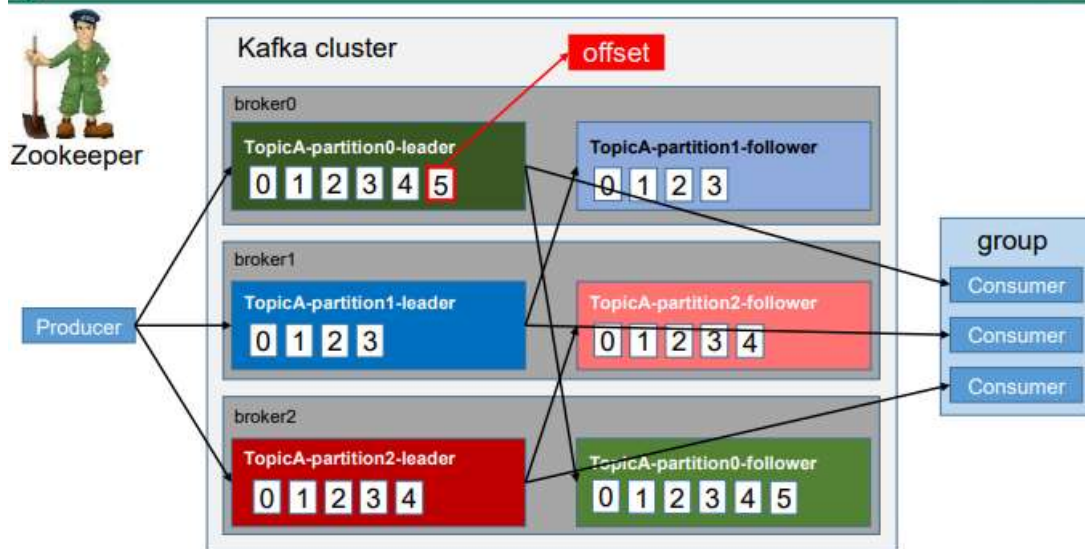 Zookeeper
Kafka cluster
offset
broker0
TopicA-partition0-leader
0 1 2 3 4 5
TopicA-partition1-follower
0 1 2 3
broker1
TopicA-partition1-leader
0 1 2 3
TopicA-partition2-follower
0 1 2 3 4
broker2
TopicA-partition2-leader
0 1 2 3 4
TopicA-partition0-follower
0 1 2 3 4 5
Producer
group
Consumer
Consumer
Consumer